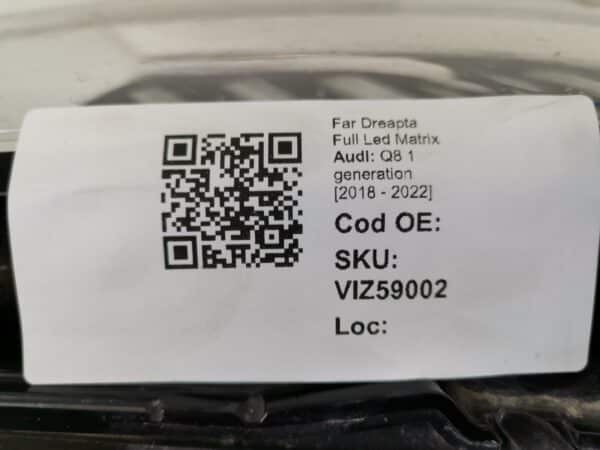 Far Dreapta
Full Led Matrix
Audi: Q8 1
generation
[2018 - 2022]
Cod OE:
SKU:
VIZ59002
Loc: